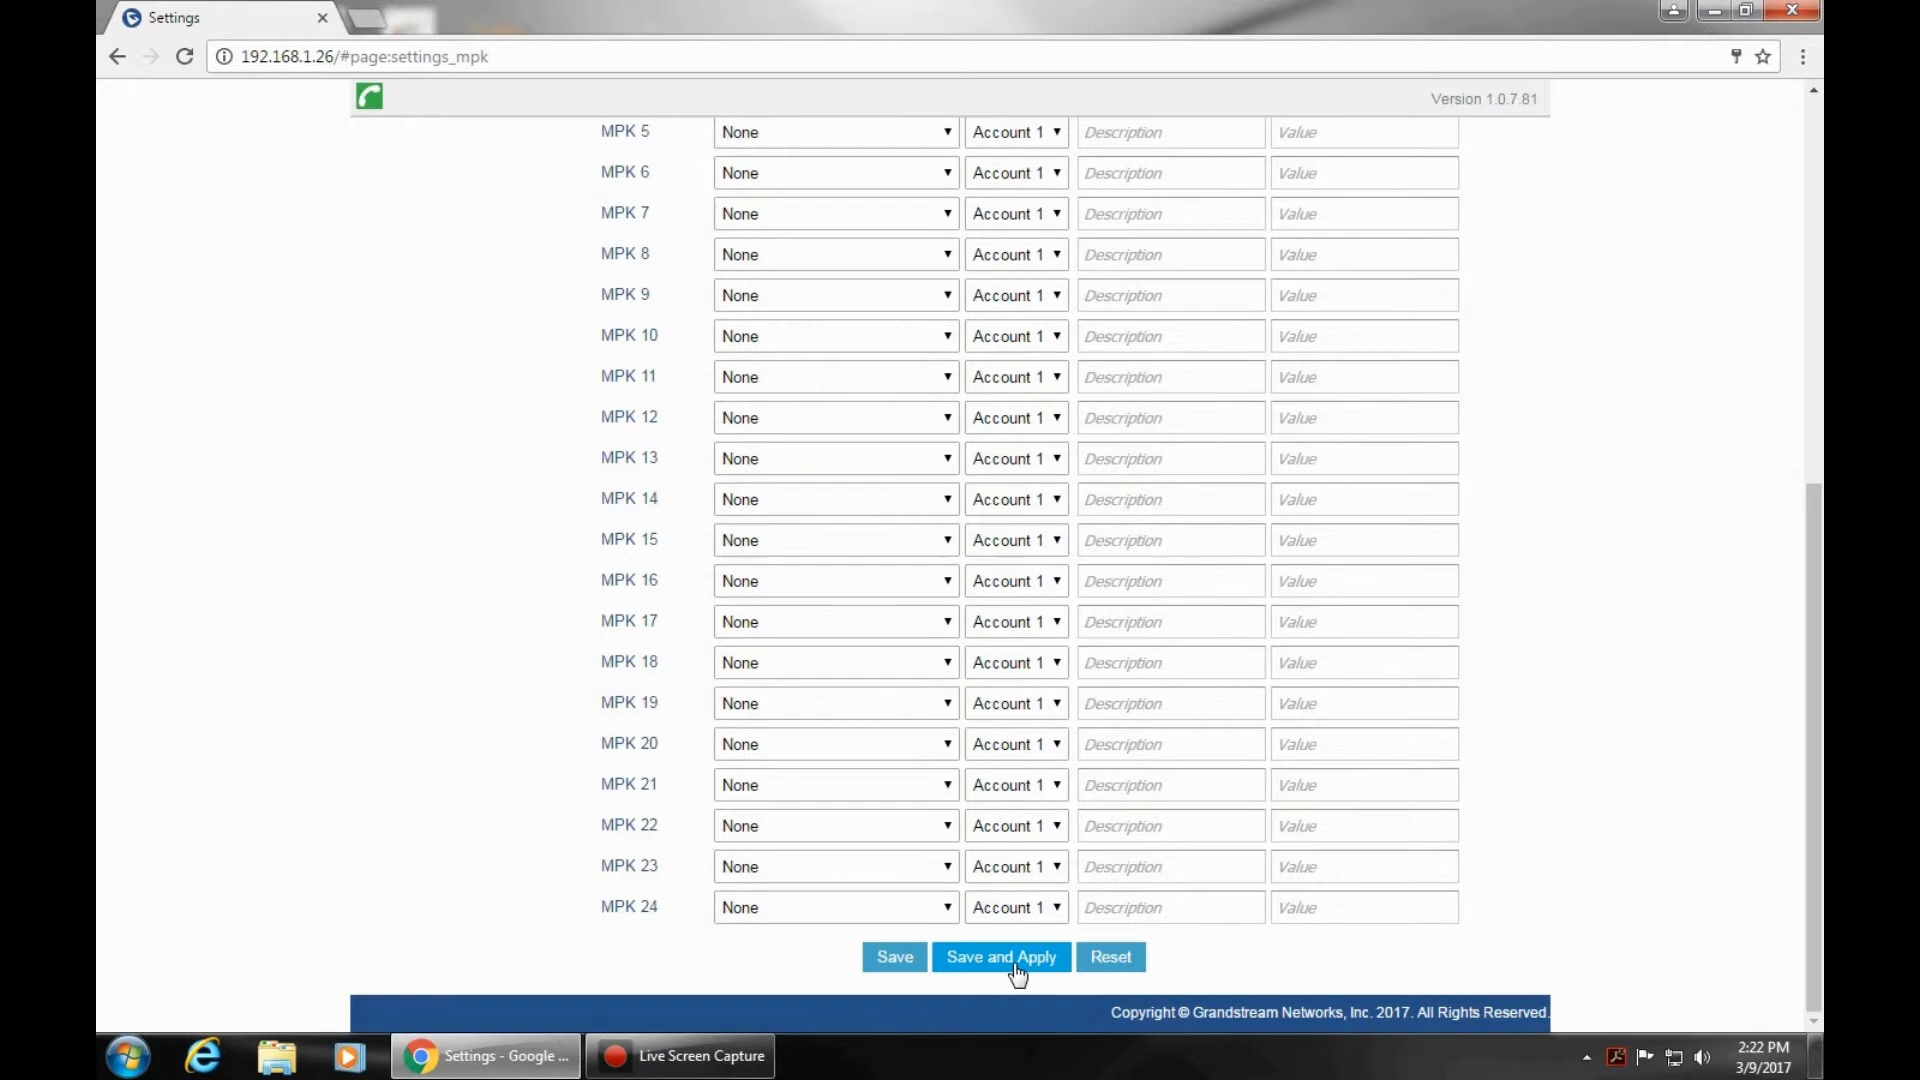 Settings
192.168.1.26/#page:settings_mpk
Version 1.0.7.81
MPK 5 None Account 1 Description Value
MPK 6 None Account 1 Description Value
MPK 7 None Account 1 Description Value
MPK 8 None Account 1 Description Value
MPK 9 None Account 1 Description Value
MPK 10 None Account 1 Description Value
MPK 11 None Account 1 Description Value
MPK 12 None Account 1 Description Value
MPK 13 None Account 1 Description Value
MPK 14 None Account 1 Description Value
MPK 15 None Account 1 Description Value
MPK 16 None Account 1 Description Value
MPK 17 None Account 1 Description Value
MPK 18 None Account 1 Description Value
MPK 19 None Account 1 Description Value
MPK 20 None Account 1 Description Value
MPK 21 None Account 1 Description Value
MPK 22 None Account 1 Description Value
MPK 23 None Account 1 Description Value
MPK 24 None Account 1 Description Value
Save Save and Apply Reset
Copyright © Grandstream Networks, Inc. 2017. All Rights Reserved.
Settings - Google ... Live Screen Capture 2:22 PM
3/9/2017